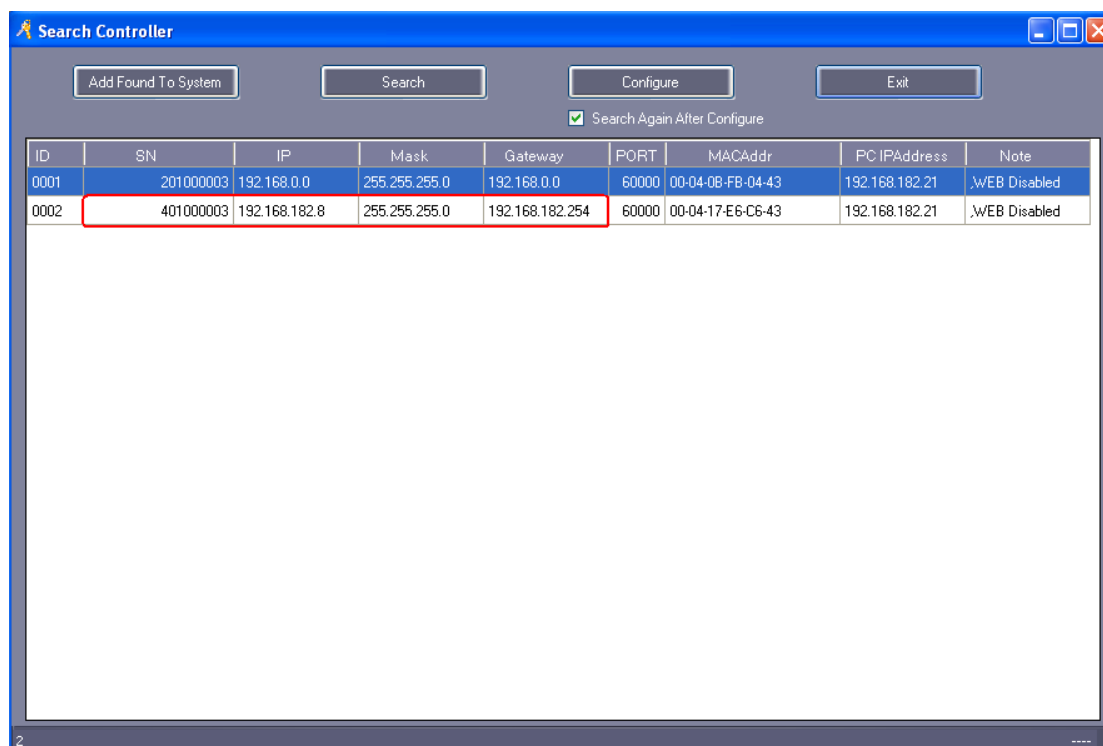 Search Controller
Add Found To System Search Configure Exit
Search Again After Configure
ID SN IP Mask Gateway PORT MACAddr PC IPAddress Note
0001 201000003 192.168.0.0 255.255.255.0 192.168.0.0 60000 00-04-0B-FB-04-43 192.168.182.21 ,WEB Disabled
0002 401000003 192.168.182.8 255.255.255.0 192.168.182.254 60000 00-04-17-E6-C6-43 192.168.182.21 ,WEB Disabled
2 ----